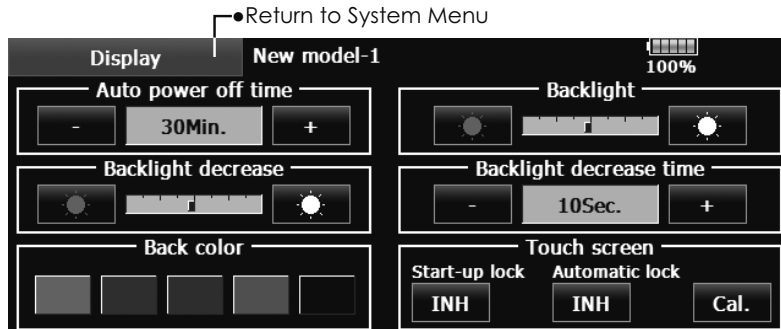 ●Return to System Menu
Display New model-1 100%
Auto power off time
- 30Min. +
Backlight
Backlight decrease
Backlight decrease time
- 10Sec. +
Back color
Touch screen
Start-up lock Automatic lock
INH INH Cal.